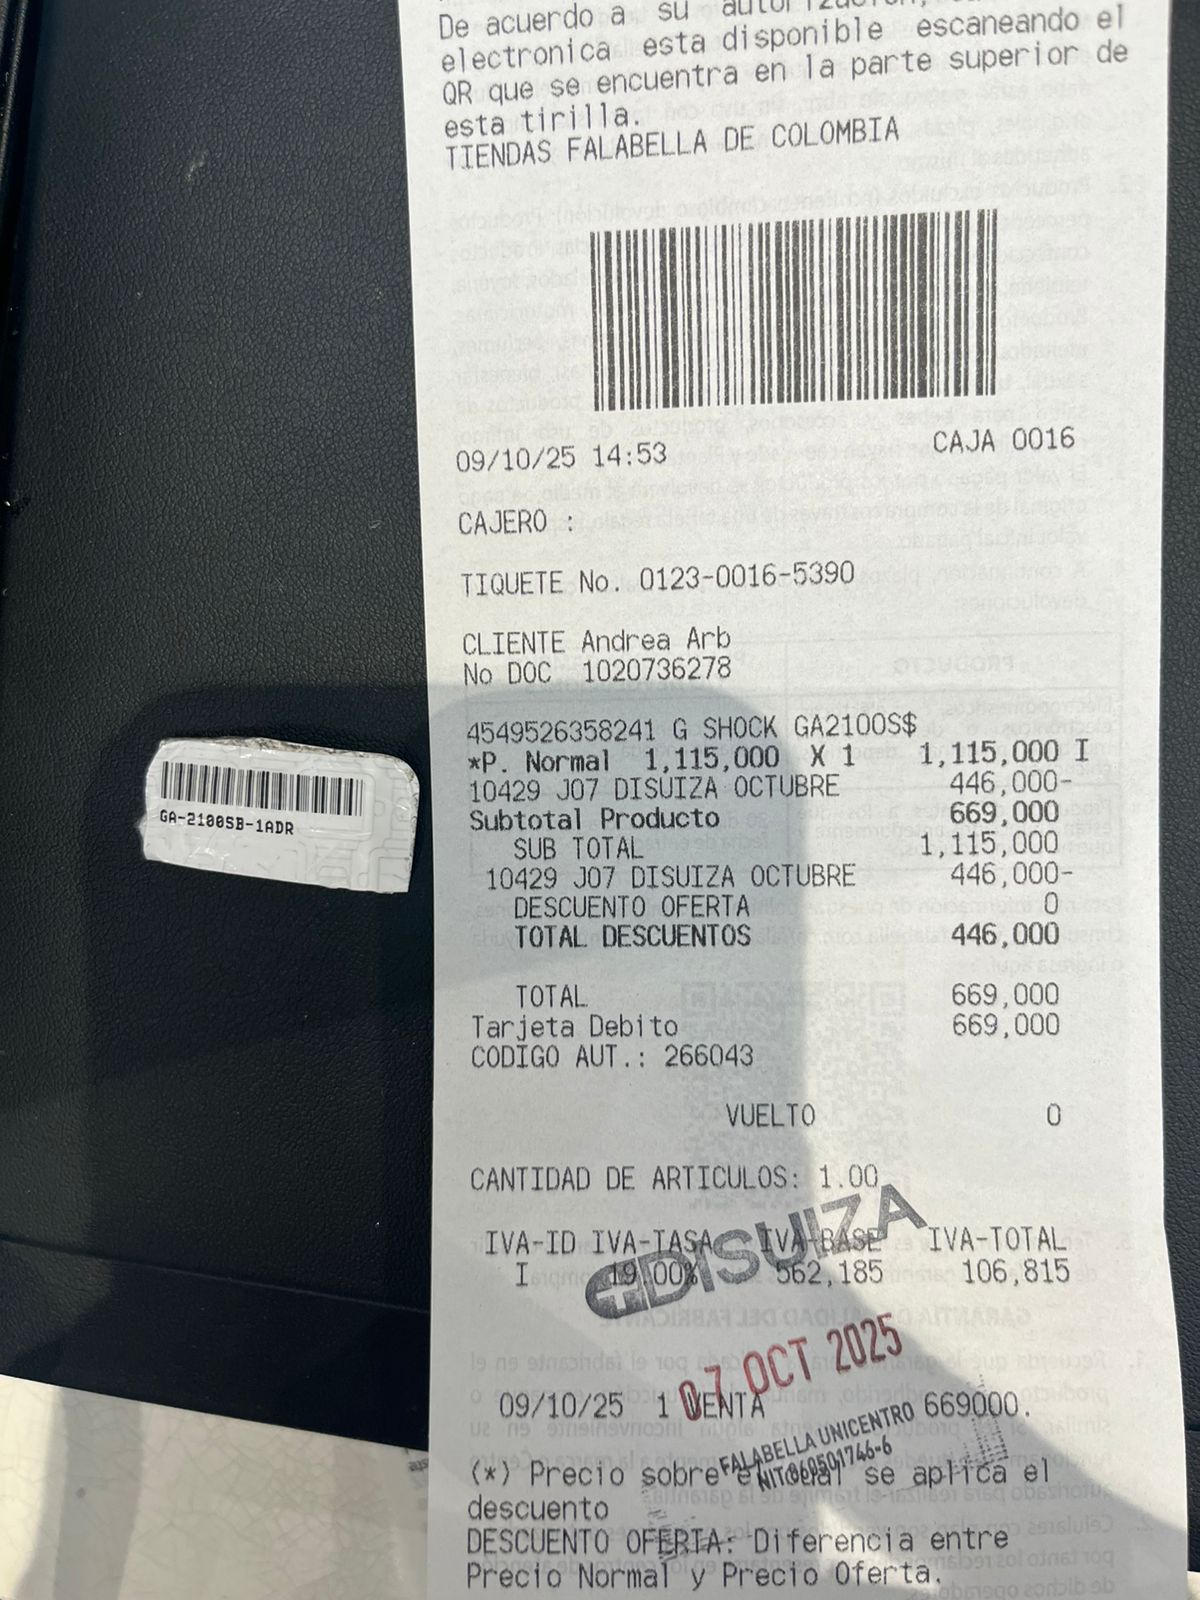 De acuerdo a su autorización,
electronica esta disponible escaneando el
QR que se encuentra en la parte superior de
esta tirilla.
TIENDAS FALABELLA DE COLOMBIA
09/10/25 14:53 CAJA 0016
CAJERO :
TIQUETE No. 0123-0016-5390
CLIENTE Andrea Arb
No DOC 1020736278
4549526358241 G SHOCK GA2100S$
*P. Normal 1,115,000 X 1 1,115,000 I
10429 J07 DISUIZA OCTUBRE 446,000-
Subtotal Producto 669,000
SUB TOTAL 1,115,000
10429 J07 DISUIZA OCTUBRE 446,000-
DESCUENTO OFERTA 0
TOTAL DESCUENTOS 446,000
TOTAL 669,000
Tarjeta Debito 669,000
CODIGO AUT.: 266043
VUELTO 0
CANTIDAD DE ARTICULOS: 1.00
IVA-ID IVA-TASA IVA-BASE IVA-TOTAL
I 19.00% 562,185 106,815
DISUIZA
07 OCT 2025
09/10/25 1 VENTA 669000.
FALABELLA UNICENTRO
NIT 860501746-6
(*) Precio sobre el cual se aplica el
descuento
DESCUENTO OFERTA: Diferencia entre
Precio Normal y Precio Oferta.
GA-2100SB-1ADR